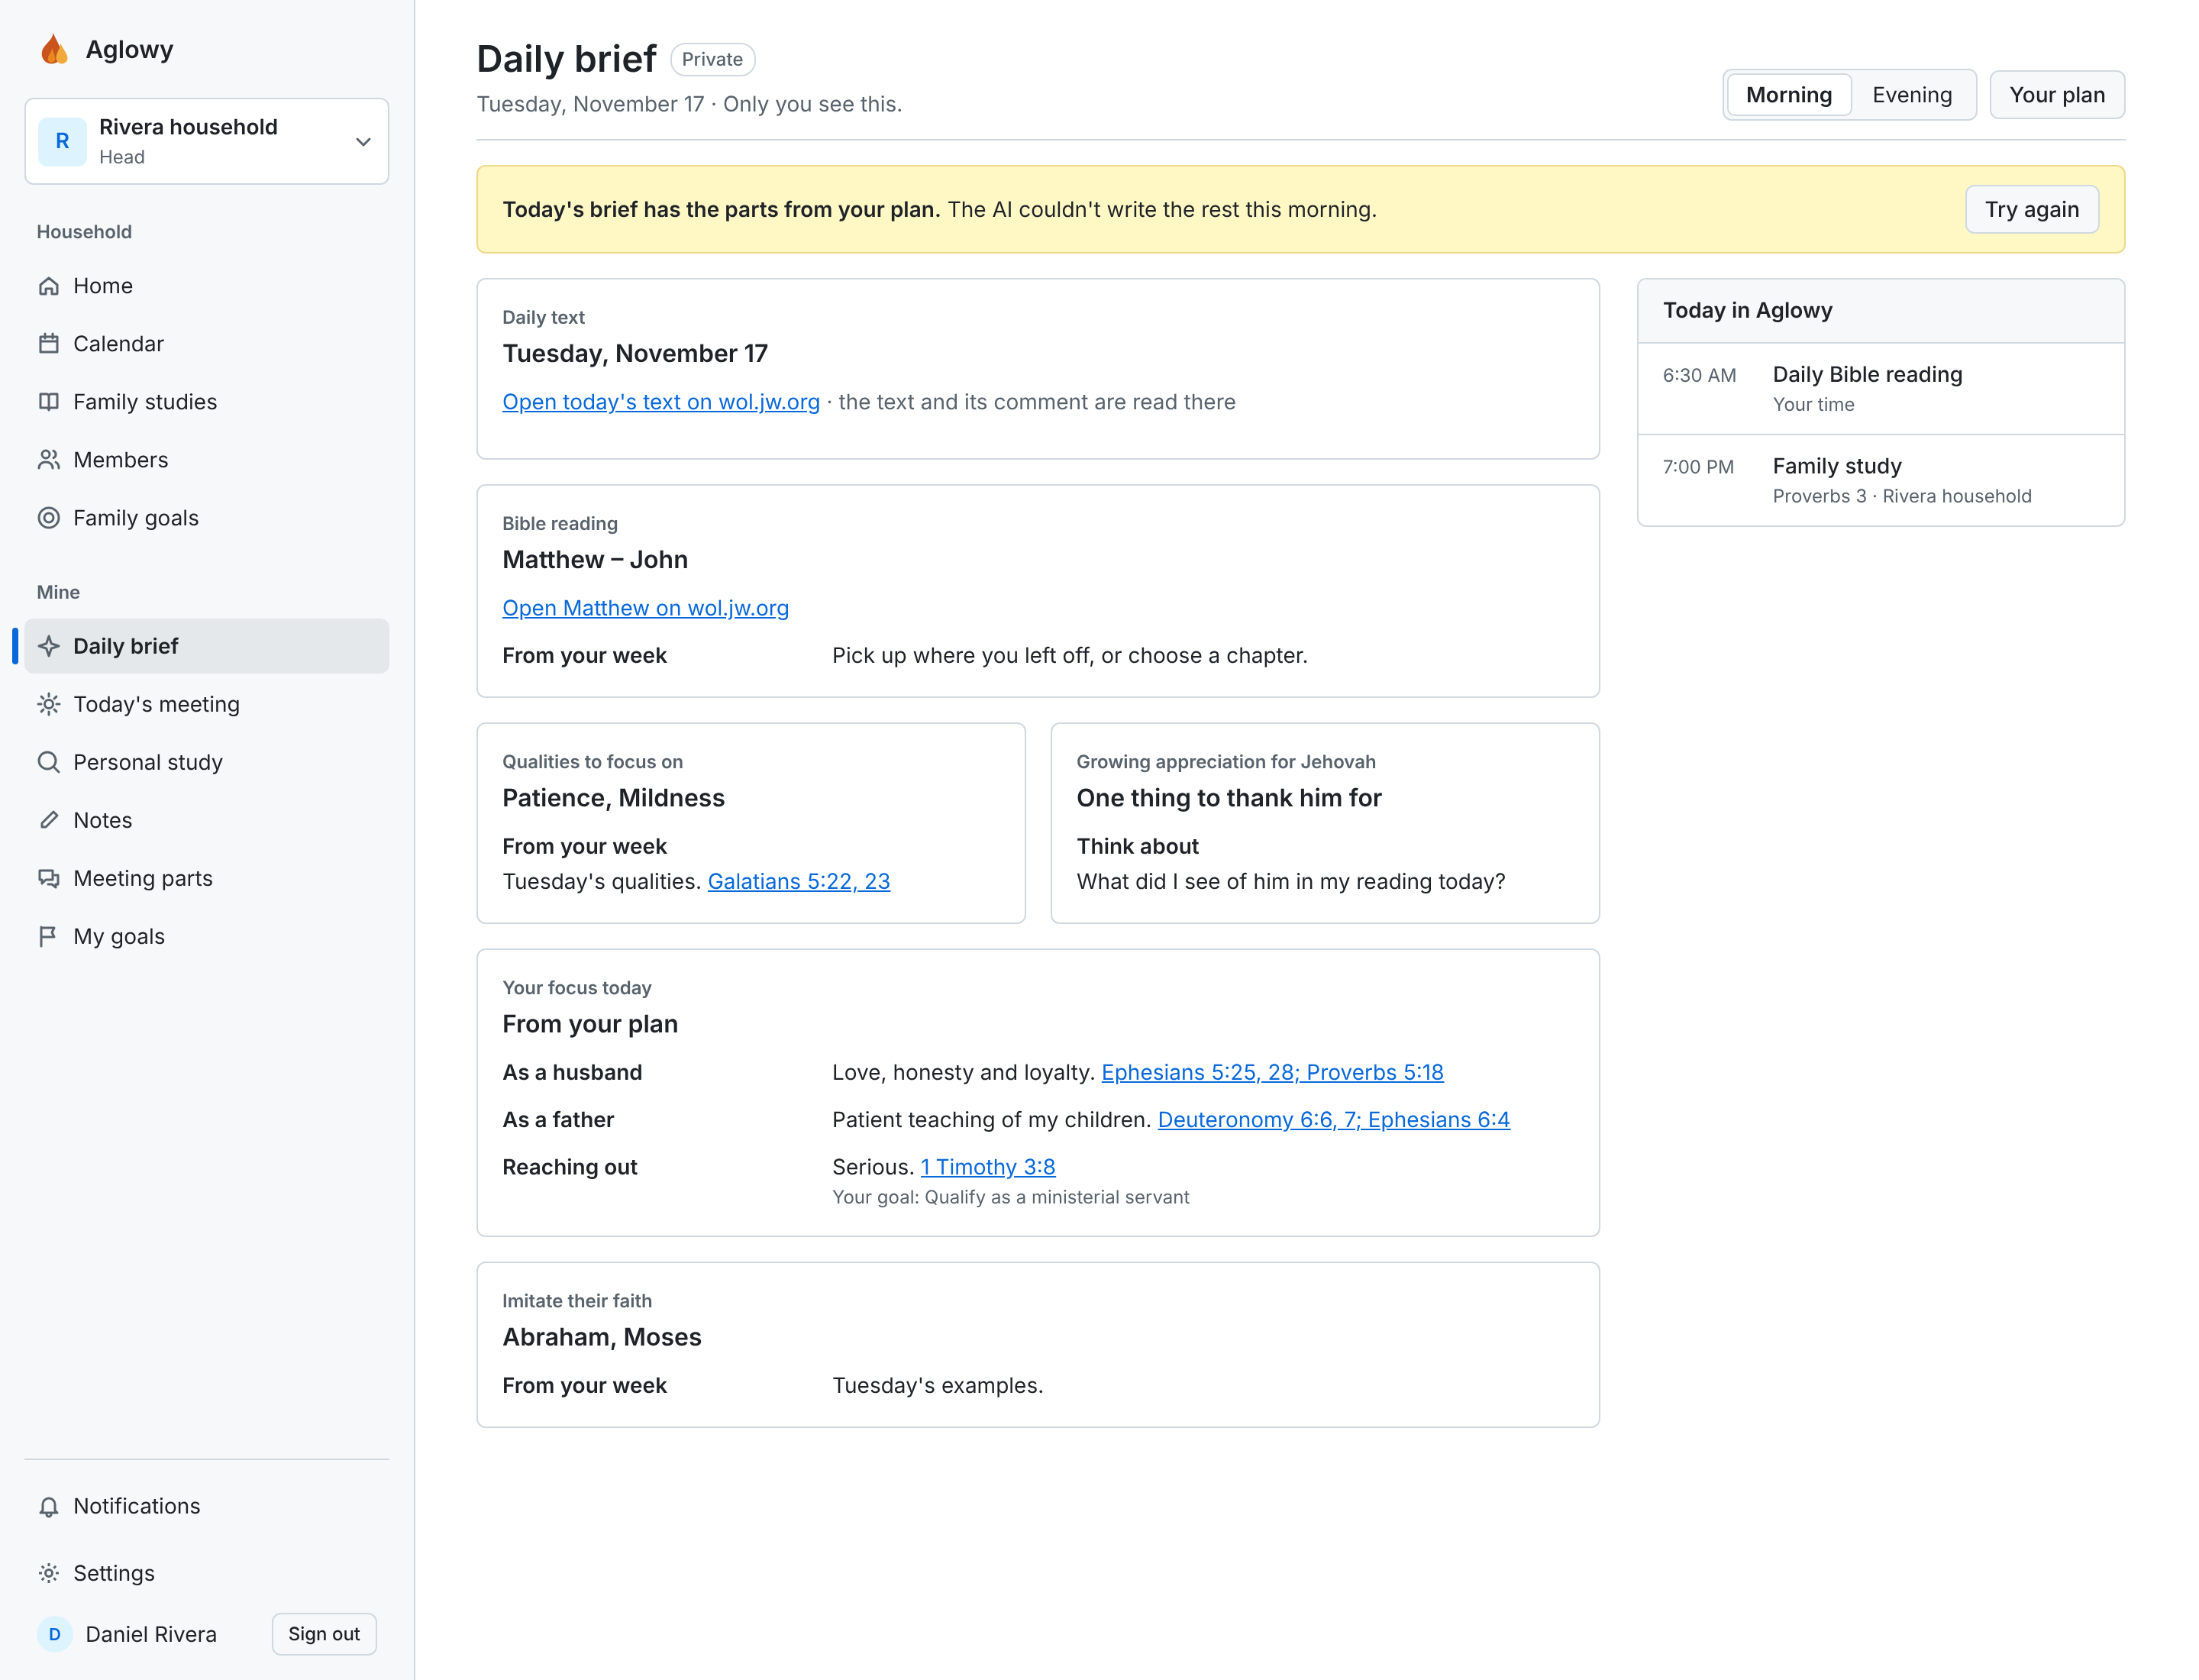 Aglowy
R
Rivera household
Head
Household
Home
Calendar
Family studies
Members
Family goals
Mine
Daily brief
Today's meeting
Personal study
Notes
Meeting parts
My goals
Notifications
Settings
D
Daniel Rivera
Sign out
Daily brief
Private
Tuesday, November 17 · Only you see this.
Morning
Evening
Your plan
Today's brief has the parts from your plan. The AI couldn't write the rest this morning.
Try again
Daily text
Tuesday, November 17
Open today's text on wol.jw.org · the text and its comment are read there
Bible reading
Matthew – John
Open Matthew on wol.jw.org
From your week Pick up where you left off, or choose a chapter.
Qualities to focus on
Patience, Mildness
From your week
Tuesday's qualities. Galatians 5:22, 23
Growing appreciation for Jehovah
One thing to thank him for
Think about
What did I see of him in my reading today?
Your focus today
From your plan
As a husband Love, honesty and loyalty. Ephesians 5:25, 28; Proverbs 5:18
As a father Patient teaching of my children. Deuteronomy 6:6, 7; Ephesians 6:4
Reaching out Serious. 1 Timothy 3:8
Your goal: Qualify as a ministerial servant
Imitate their faith
Abraham, Moses
From your week Tuesday's examples.
Today in Aglowy
6:30 AM Daily Bible reading
Your time
7:00 PM Family study
Proverbs 3 · Rivera household